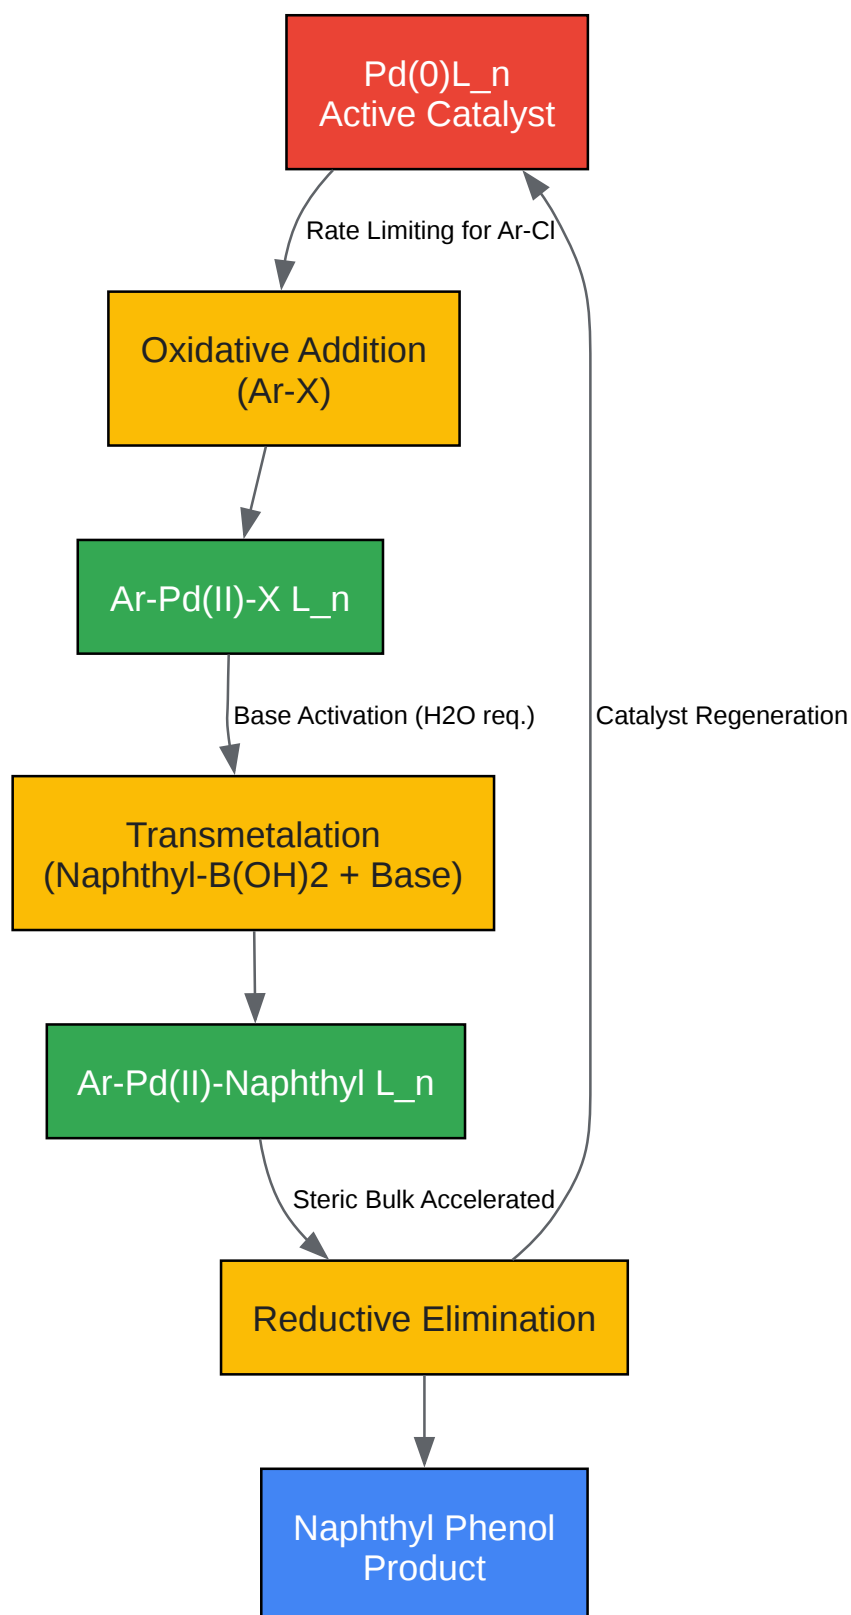 Pd(0)L_n
Active Catalyst
Rate Limiting for Ar-Cl
Oxidative Addition
(Ar-X)
Ar-Pd(II)-X L_n
Base Activation (H2O req.)
Catalyst Regeneration
Transmetalation
(Naphthyl-B(OH)2 + Base)
Ar-Pd(II)-Naphthyl L_n
Steric Bulk Accelerated
Reductive Elimination
Naphthyl Phenol
Product